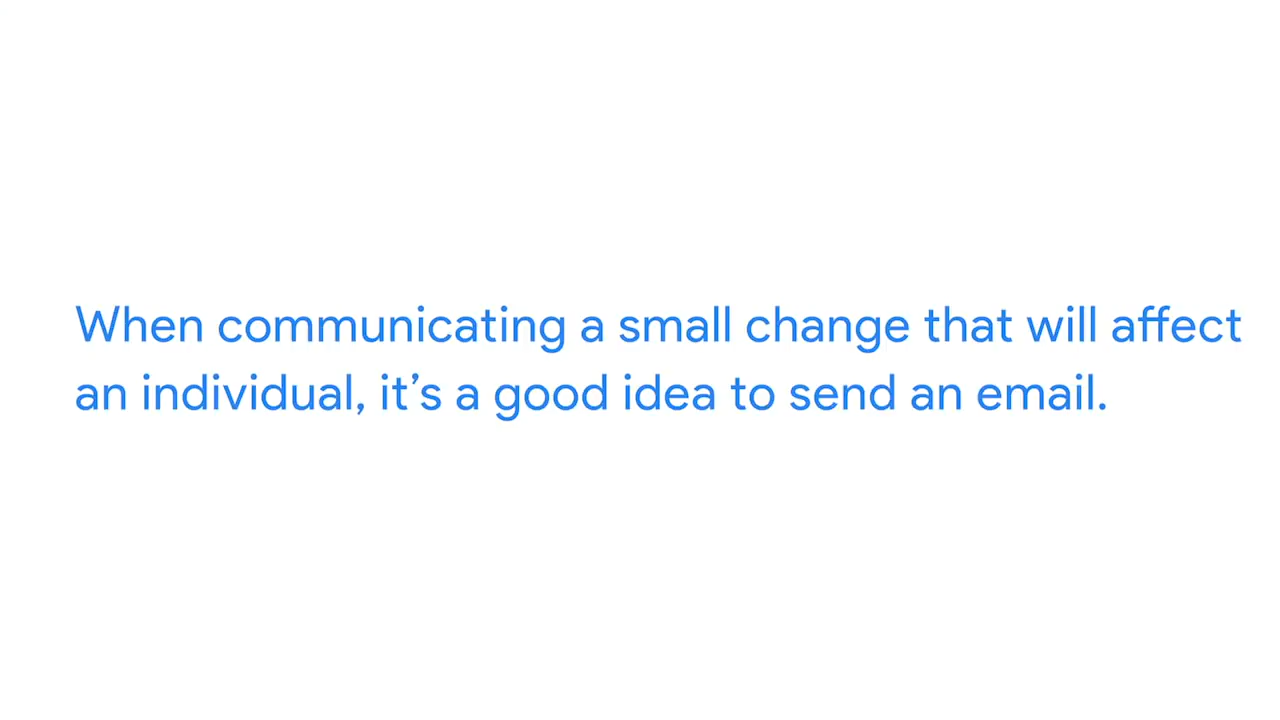 When communicating a small change that will affect
an individual, it’s a good idea to send an email.